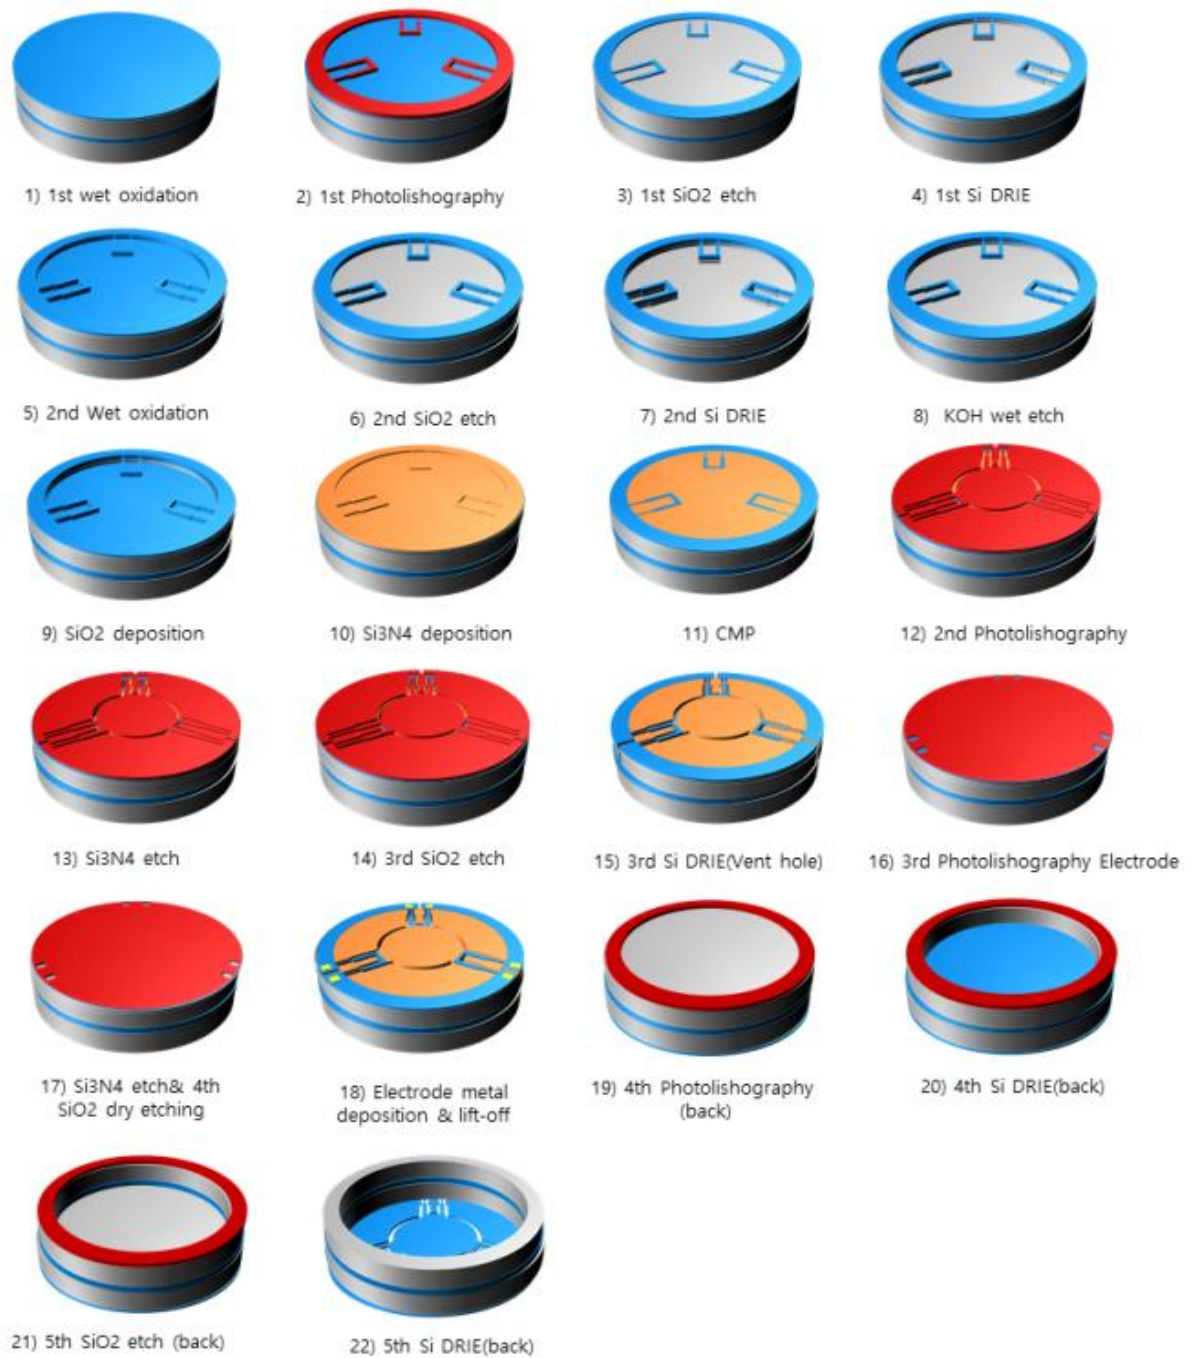 1) 1st wet oxidation
2) 1st Photolishography
3) 1st SiO2 etch
4) 1st Si DRIE
5) 2nd Wet oxidation
6) 2nd SiO2 etch
7) 2nd Si DRIE
8) KOH wet etch
9) SiO2 deposition
10) Si3N4 deposition
11) CMP
12) 2nd Photolishography
13) Si3N4 etch
14) 3rd SiO2 etch
15) 3rd Si DRIE(Vent hole)
16) 3rd Photolishography Electrode
17) Si3N4 etch& 4th
SiO2 dry etching
18) Electrode metal
deposition & lift-off
19) 4th Photolishography
(back)
20) 4th Si DRIE(back)
21) 5th SiO2 etch (back)
22) 5th Si DRIE(back)